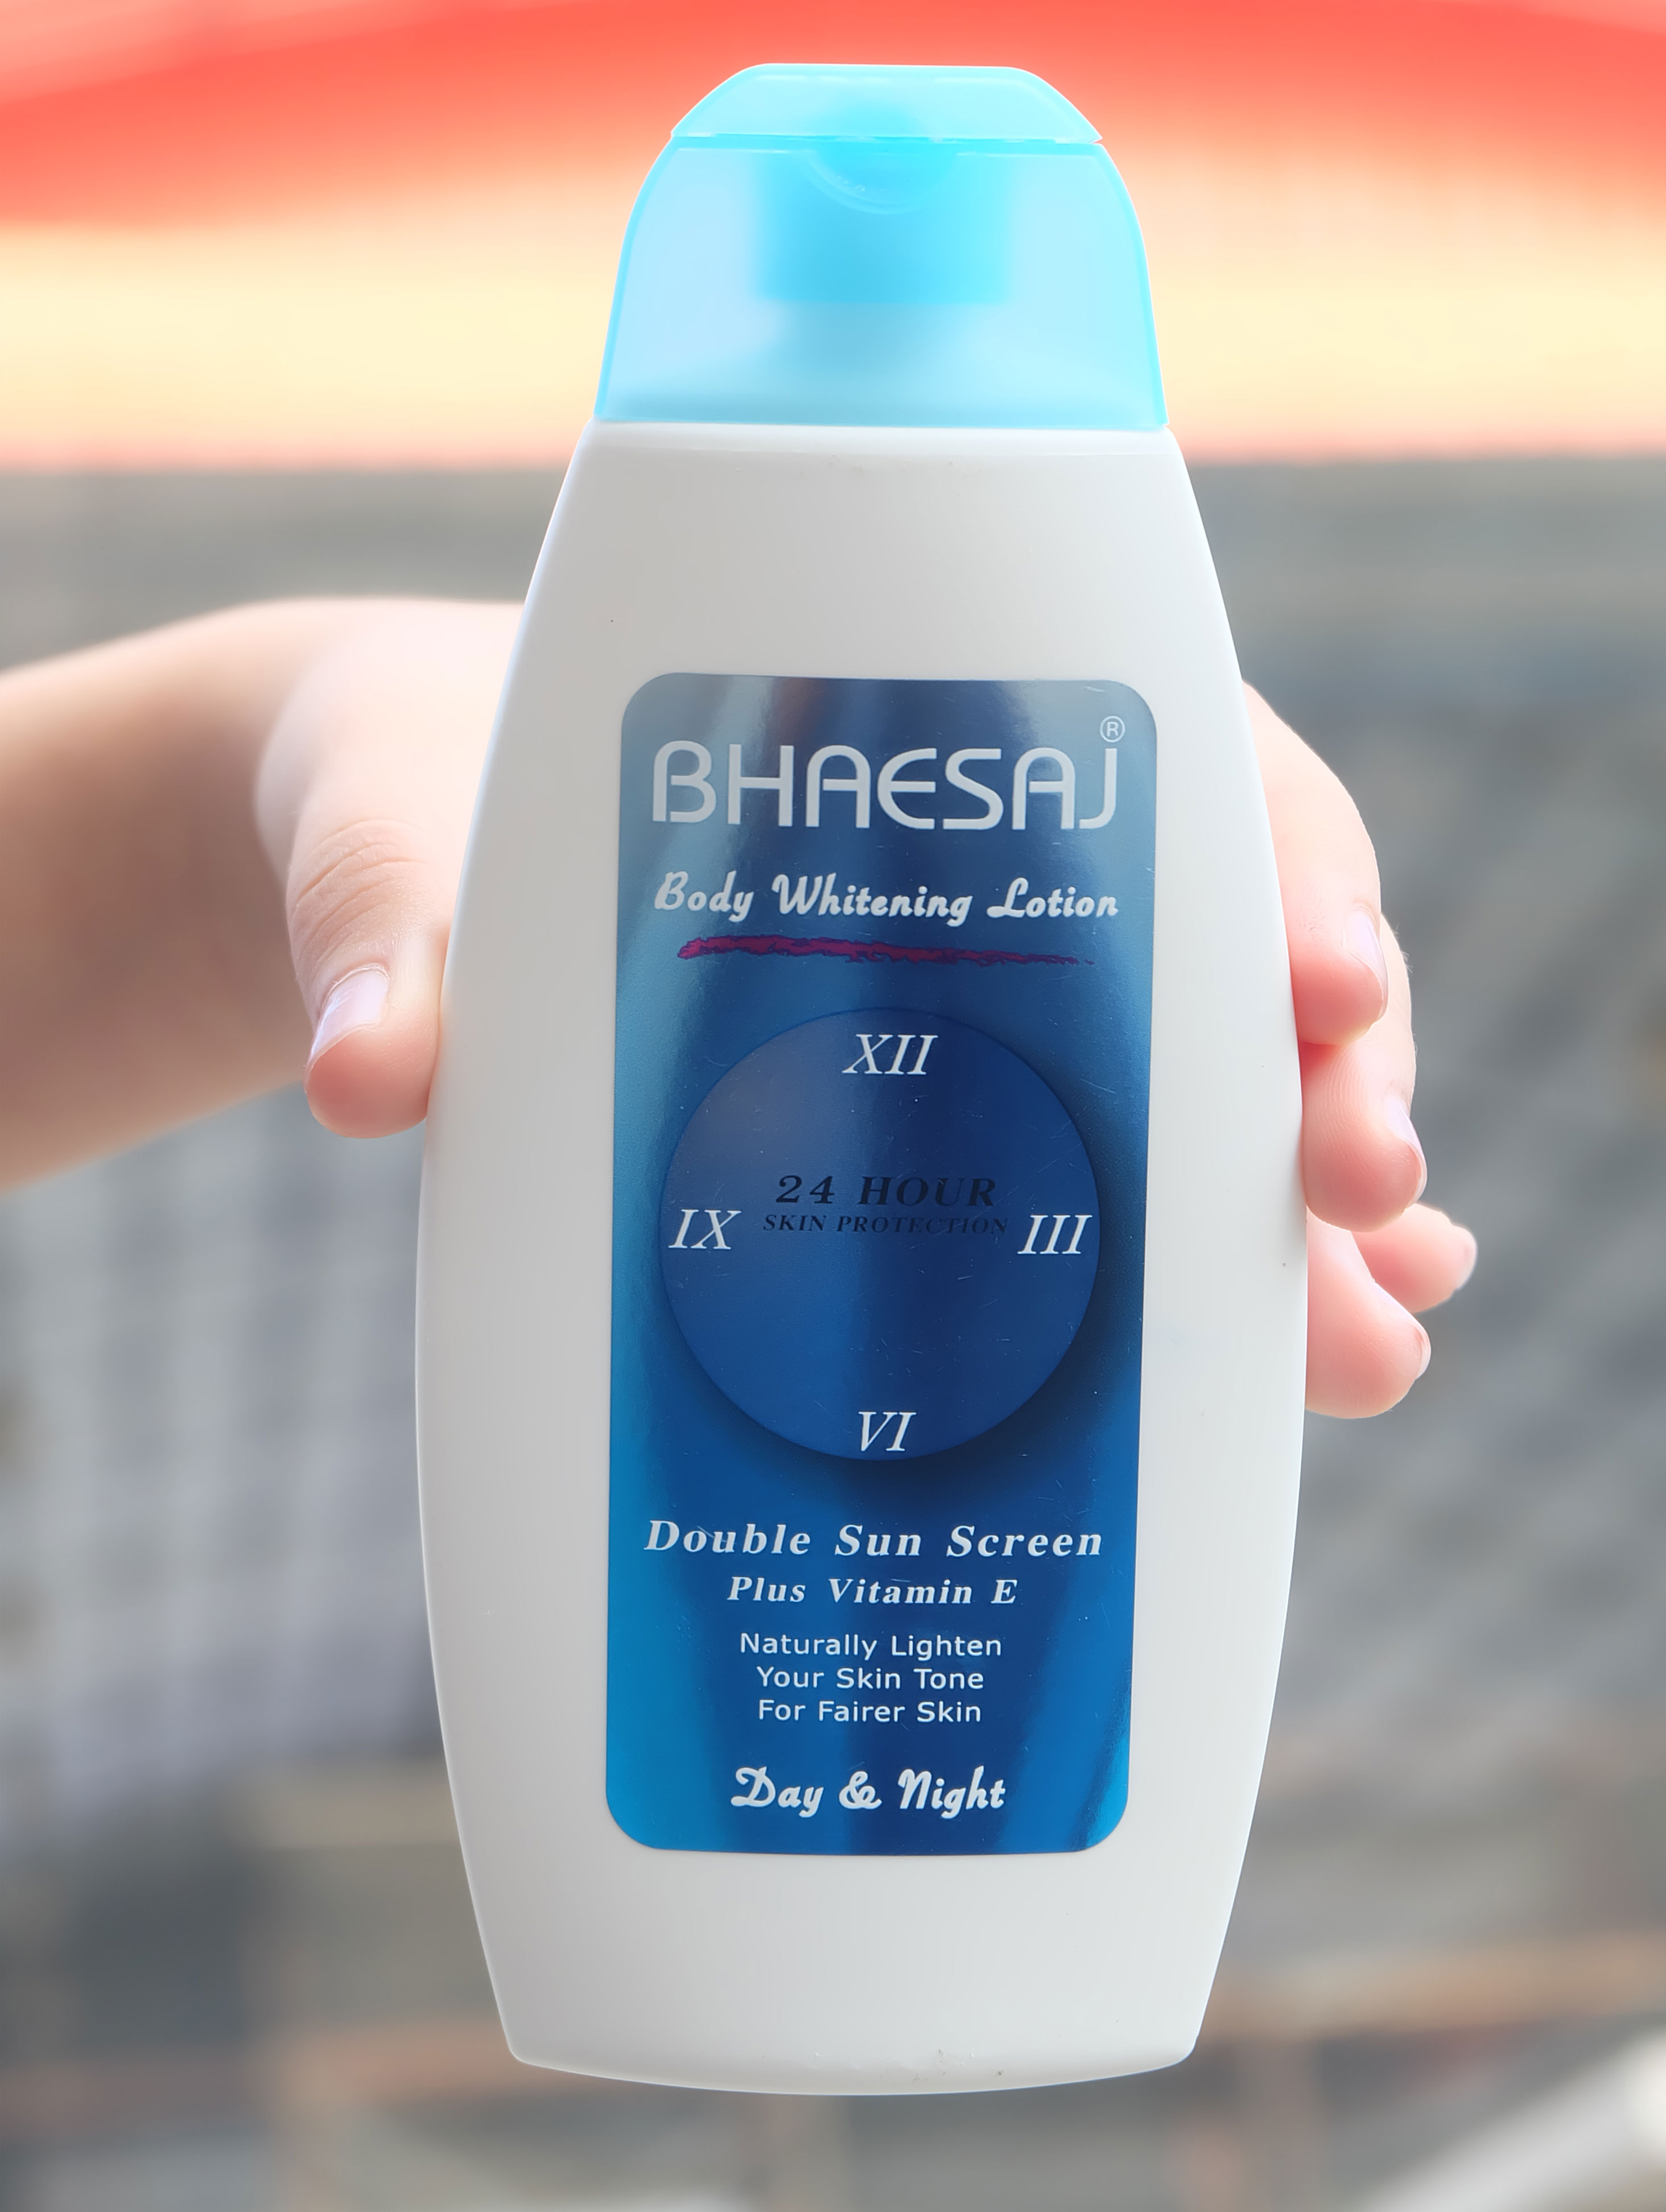 BHAESAJ®
Body Whitening Lotion
XII
24 HOUR
SKIN PROTECTION
IX III
VI
Double Sun Screen
Plus Vitamin E
Naturally Lighten
Your Skin Tone
For Fairer Skin
Day & Night